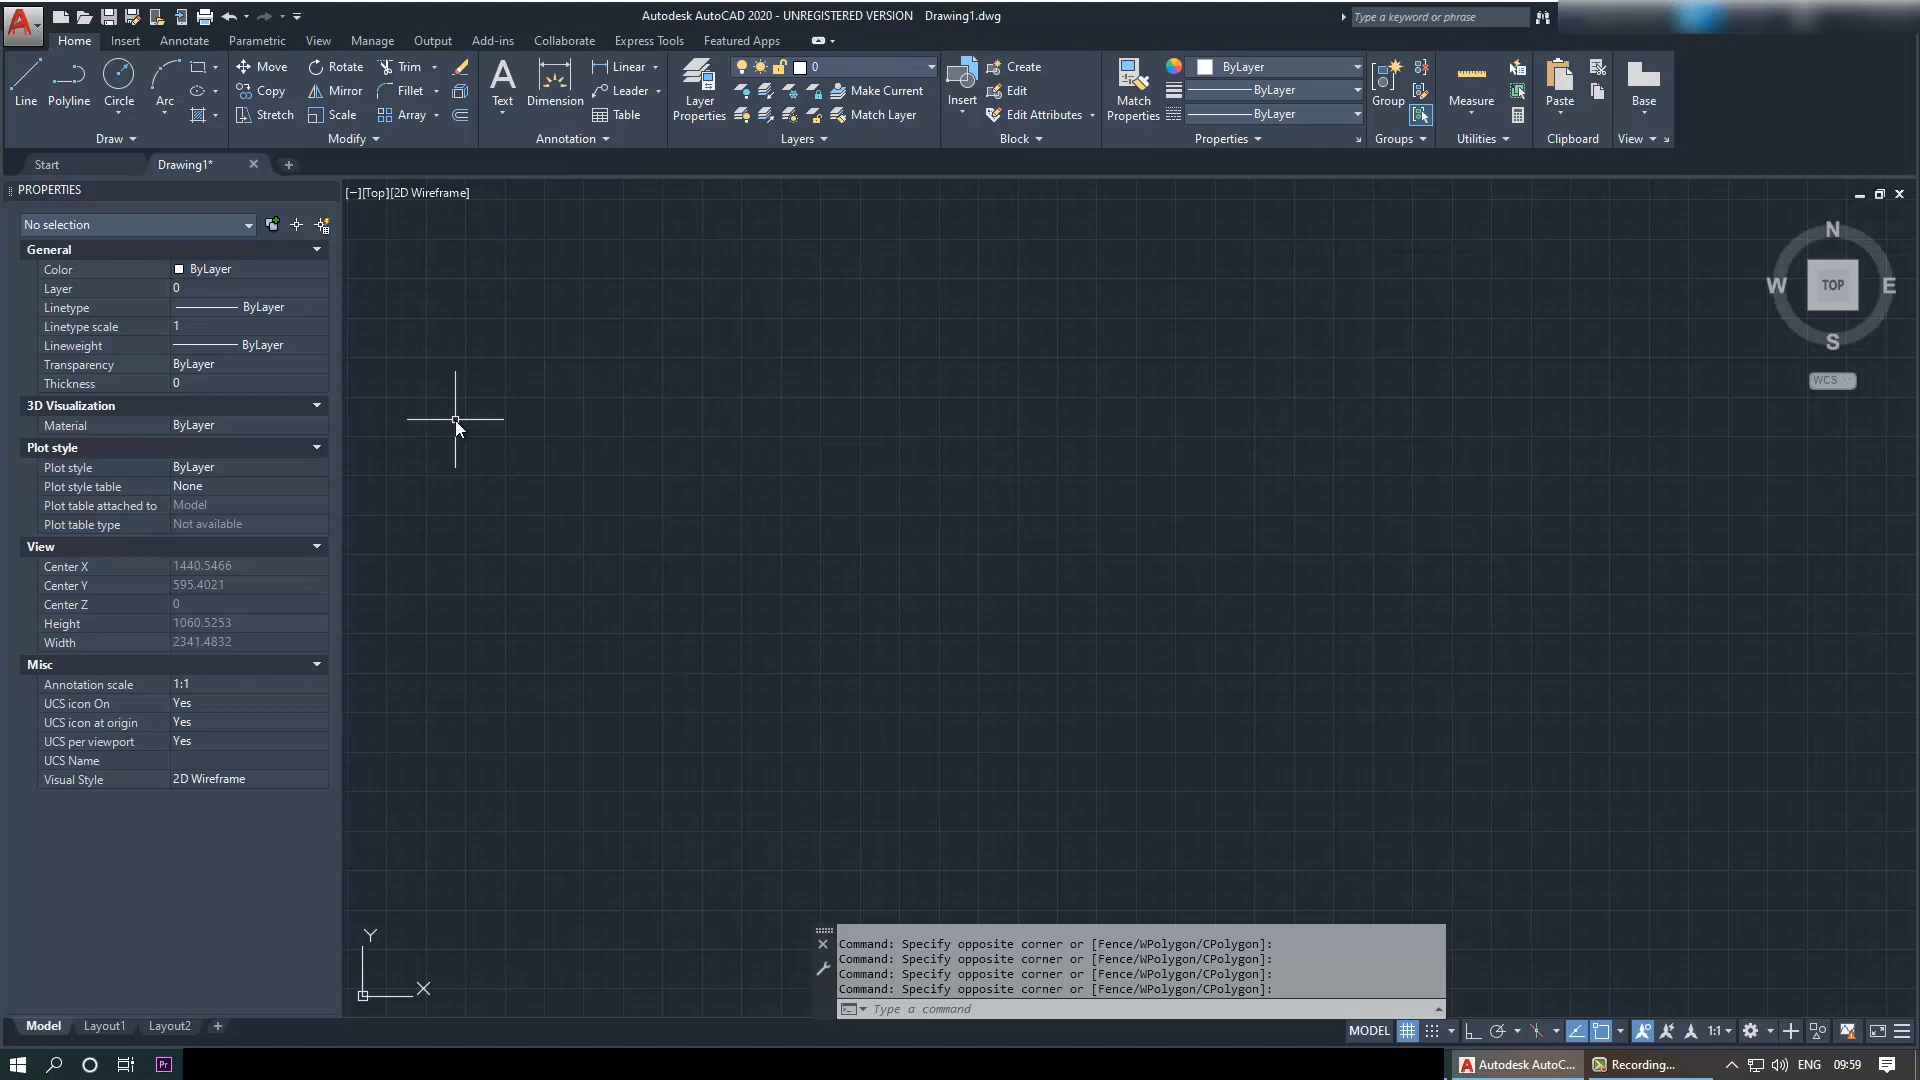 Autodesk AutoCAD 2020 - UNREGISTERED VERSION Drawing1.dwg
Type a keyword or phrase
Home Insert Annotate Parametric View Manage Output Add-ins Collaborate Express Tools Featured Apps
Line Polyline Circle Arc
Move Rotate Trim
Copy Mirror Fillet
Stretch Scale Array
Text Dimension
Linear
Leader
Table
Layer Properties
0
Make Current
Match Layer
Insert
Create
Edit
Edit Attributes
Match Properties
ByLayer
ByLayer
ByLayer
Group
Measure
Paste
Base
Draw Modify Annotation Layers Block Properties Groups Utilities Clipboard View
Start Drawing1*
PROPERTIES
[−][Top][2D Wireframe]
No selection
General
Color ByLayer
Layer 0
Linetype ByLayer
Linetype scale 1
Lineweight ByLayer
Transparency ByLayer
Thickness 0
3D Visualization
Material ByLayer
Plot style
Plot style ByLayer
Plot style table None
Plot table attached to Model
Plot table type Not available
View
Center X 1440.5466
Center Y 595.4021
Center Z 0
Height 1060.5253
Width 2341.4832
Misc
Annotation scale 1:1
UCS icon On Yes
UCS icon at origin Yes
UCS per viewport Yes
UCS Name
Visual Style 2D Wireframe
N
W TOP E
S
WCS
Y
X
Command: Specify opposite corner or [Fence/WPolygon/CPolygon]:
Command: Specify opposite corner or [Fence/WPolygon/CPolygon]:
Command: Specify opposite corner or [Fence/WPolygon/CPolygon]:
Command: Specify opposite corner or [Fence/WPolygon/CPolygon]:
Type a command
Model Layout1 Layout2
MODEL 1:1
Pr
Autodesk AutoC... Recording... ENG 09:59